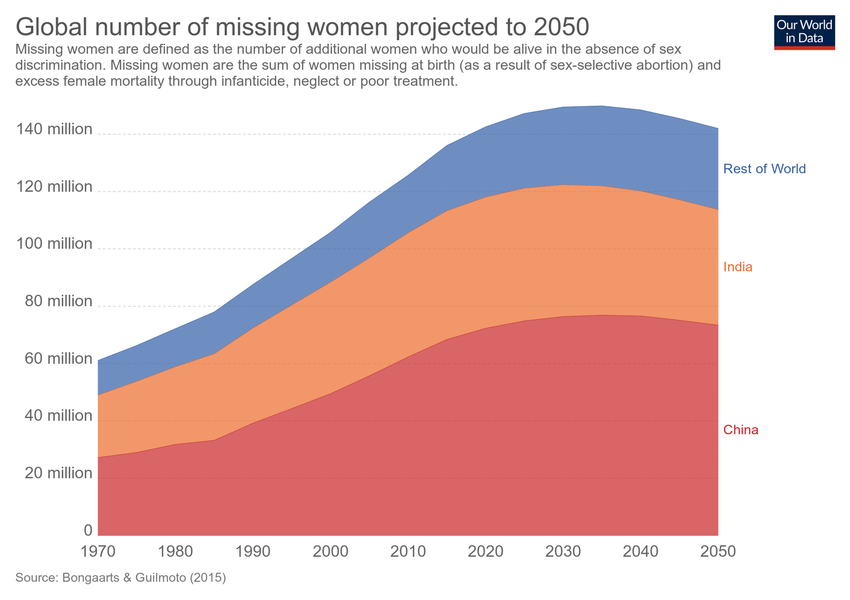 Global number of missing women projected to 2050
Our World
in Data
Missing women are defined as the number of additional women who would be alive in the absence of sex
discrimination. Missing women are the sum of women missing at birth (as a result of sex-selective abortion) and
excess female mortality through infanticide, neglect or poor treatment.
140 million
120 million
100 million
80 million
60 million
40 million
20 million
0
Rest of World
India
China
1970 1980 1990 2000 2010 2020 2030 2040 2050
Source: Bongaarts & Guilmoto (2015)